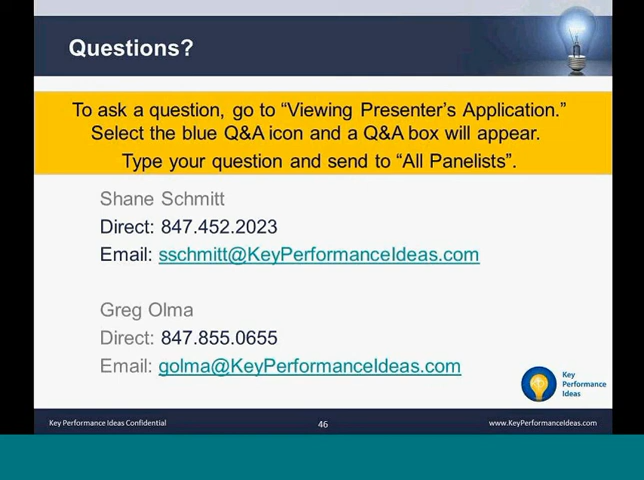 Questions?
To ask a question, go to “Viewing Presenter’s Application.”
Select the blue Q&A icon and a Q&A box will appear.
Type your question and send to “All Panelists”.
Shane Schmitt
Direct: 847.452.2023
Email: sschmitt@KeyPerformanceIdeas.com
Greg Olma
Direct: 847.855.0655
Email: golma@KeyPerformanceIdeas.com
Key
Performance
Ideas
Key Performance Ideas Confidential
46
www.KeyPerformanceIdeas.com